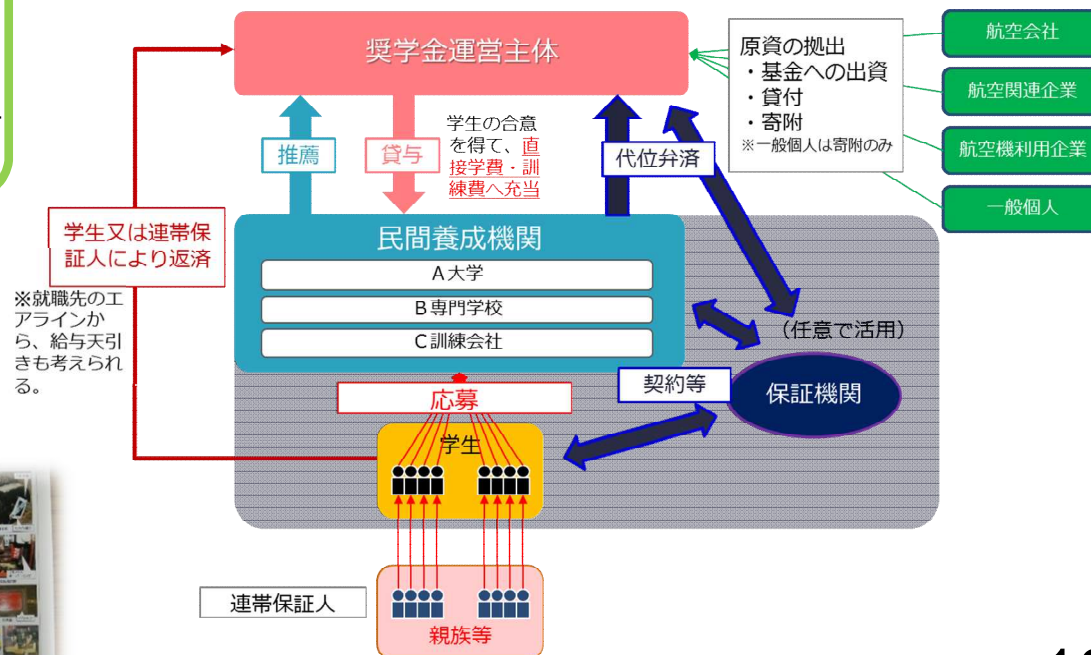 奨学金運営主体
原資の拠出
・基金への出資
・貸付
・寄附
※一般個人は寄附のみ
航空会社
航空関連企業
航空機利用企業
一般個人
推薦
貸与
学生の合意
を得て、直
接学費・訓
練費へ充当
代位弁済
学生又は連帯保
証人により返済
※就職先のエ
アラインか
ら、給与天引
きも考えられ
る。
民間養成機関
A大学
B専門学校
C訓練会社
(任意で活用)
保証機関
契約等
応募
学生
連帯保証人
親族等